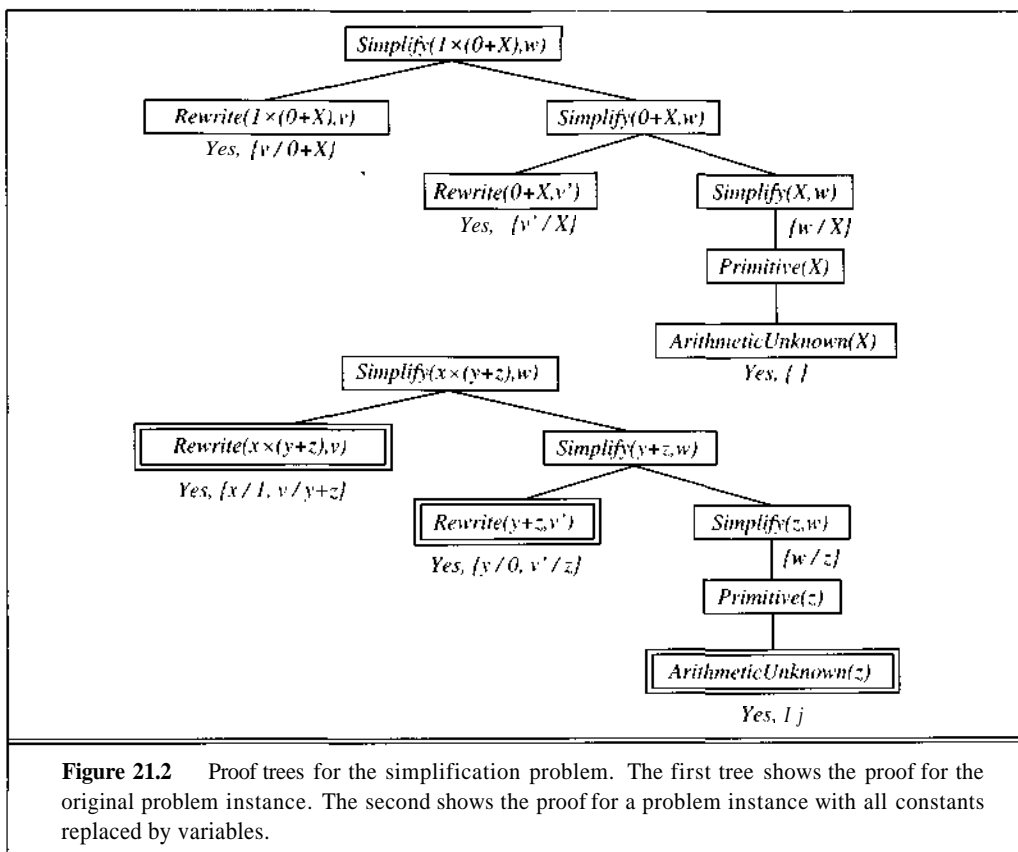 Simplify(1×(0+X),w)
Rewrite(1×(0+X),v)
Simplify(0+X,w)
Yes, {v / 0+X}
Rewrite(0+X,v')
Simplify(X,w)
Yes, {v' / X}
{w / X}
Primitive(X)
ArithmeticUnknown(X)
Yes, { }
Simplify(x×(y+z),w)
Rewrite(x×(y+z),v)
Simplify(y+z,w)
Yes, {x / 1, v / y+z}
Rewrite(y+z,v')
Simplify(z,w)
Yes, {y / 0, v' / z}
{w / z}
Primitive(z)
ArithmeticUnknown(z)
Yes, I j
Figure 21.2 Proof trees for the simplification problem. The first tree shows the proof for the
original problem instance. The second shows the proof for a problem instance with all constants
replaced by variables.